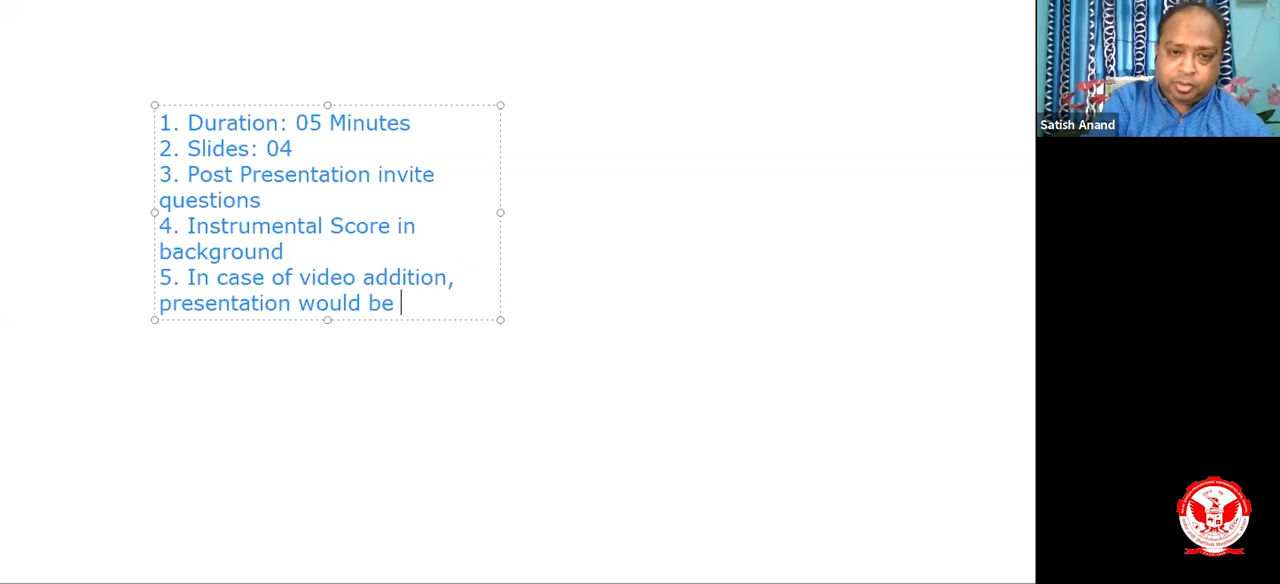 1. Duration: 05 Minutes
2. Slides: 04
3. Post Presentation invite
questions
4. Instrumental Score in
background
5. In case of video addition,
presentation would be
Satish Anand